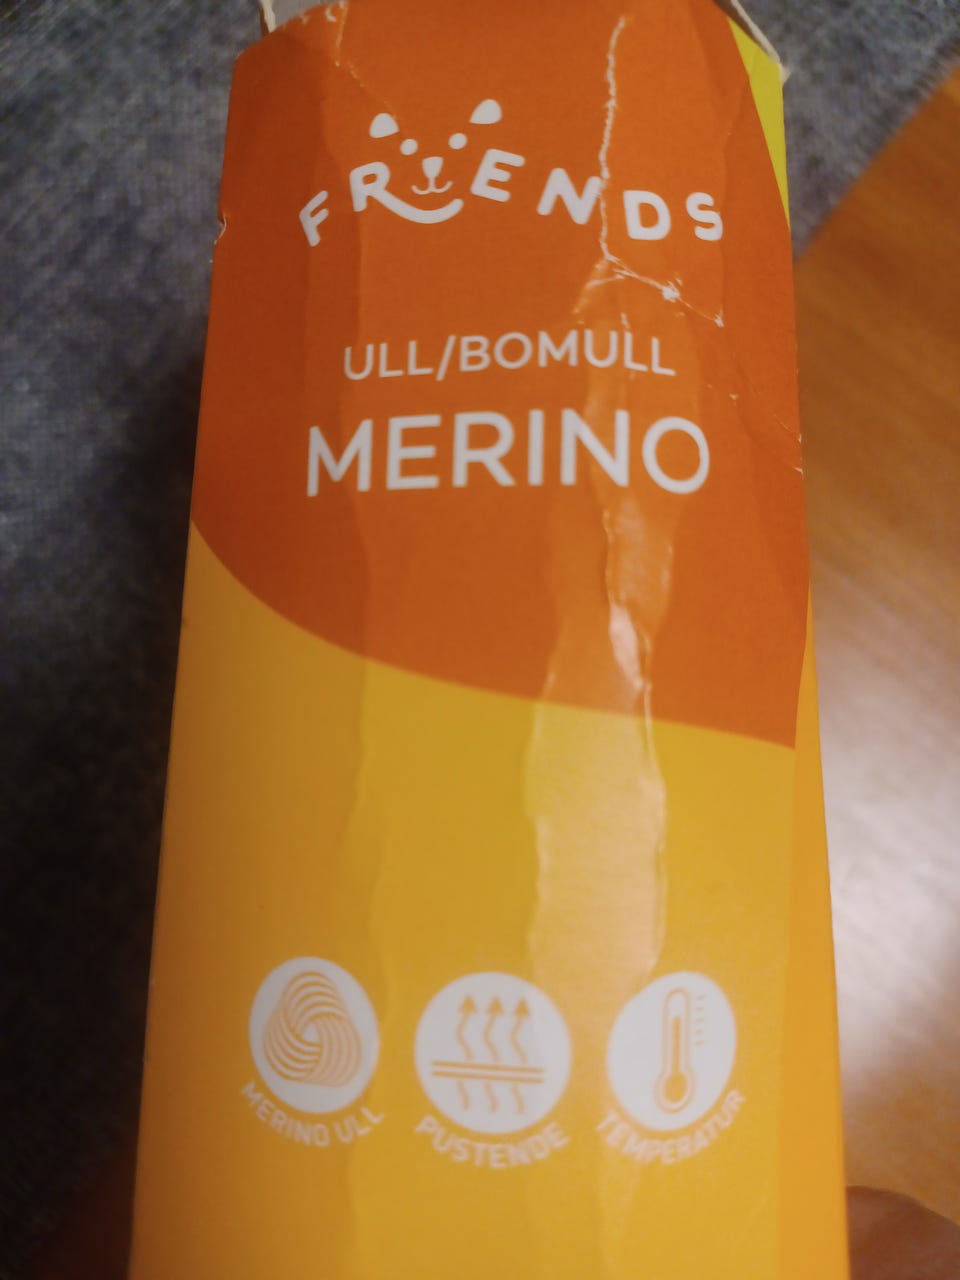 FRIENDS
ULL/BOMULL
MERINO
MERINO ULL
PUSTENDE
TEMPERATUR